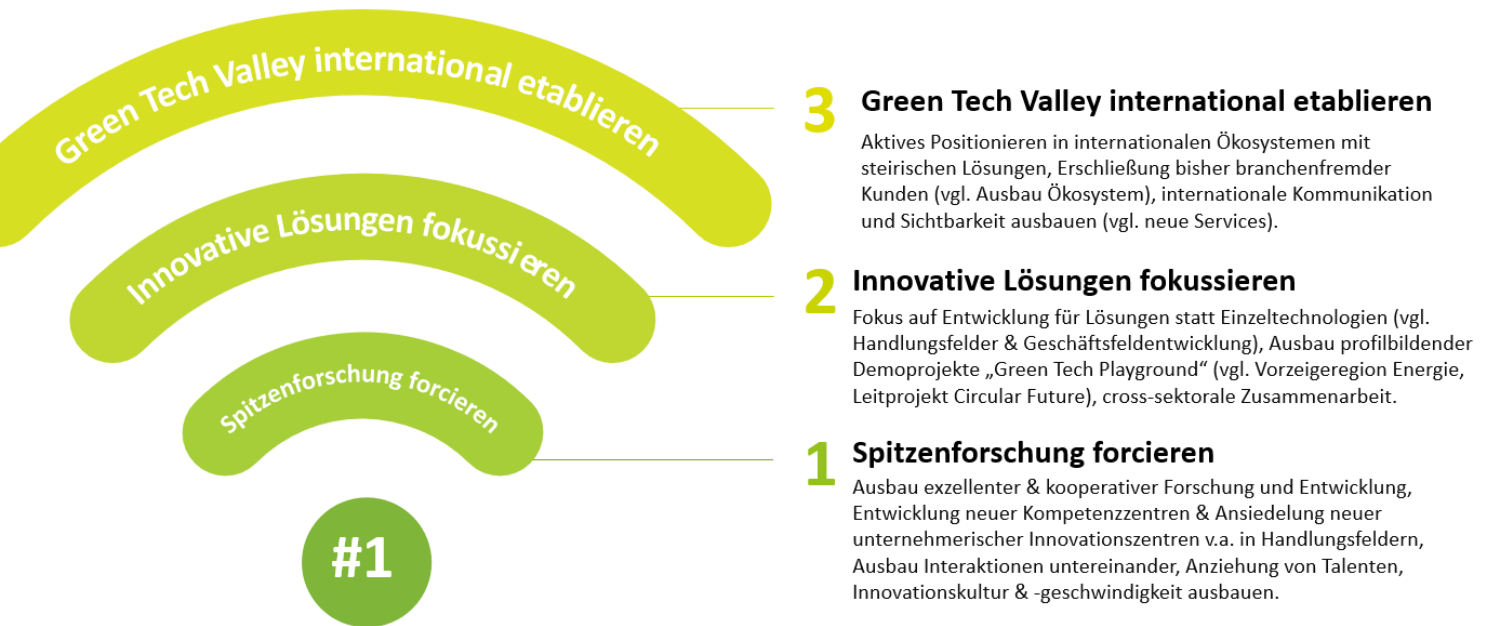 Green Tech Valley international etablieren
Innovative Lösungen fokussieren
Spitzenforschung forcieren
#1
3 Green Tech Valley international etablieren
Aktives Positionieren in internationalen Ökosystemen mit
steirischen Lösungen, Erschließung bisher branchenfremder
Kunden (vgl. Ausbau Ökosystem), internationale Kommunikation
und Sichtbarkeit ausbauen (vgl. neue Services).
2 Innovative Lösungen fokussieren
Fokus auf Entwicklung für Lösungen statt Einzeltechnologien (vgl.
Handlungsfelder & Geschäftsfeldentwicklung), Ausbau profilbildender
Demoprojekte „Green Tech Playground“ (vgl. Vorzeigeregion Energie,
Leitprojekt Circular Future), cross-sektorale Zusammenarbeit.
1 Spitzenforschung forcieren
Ausbau exzellenter & kooperativer Forschung und Entwicklung,
Entwicklung neuer Kompetenzzentren & Ansiedelung neuer
unternehmerischer Innovationszentren v.a. in Handlungsfeldern,
Ausbau Interaktionen untereinander, Anziehung von Talenten,
Innovationskultur & -geschwindigkeit ausbauen.